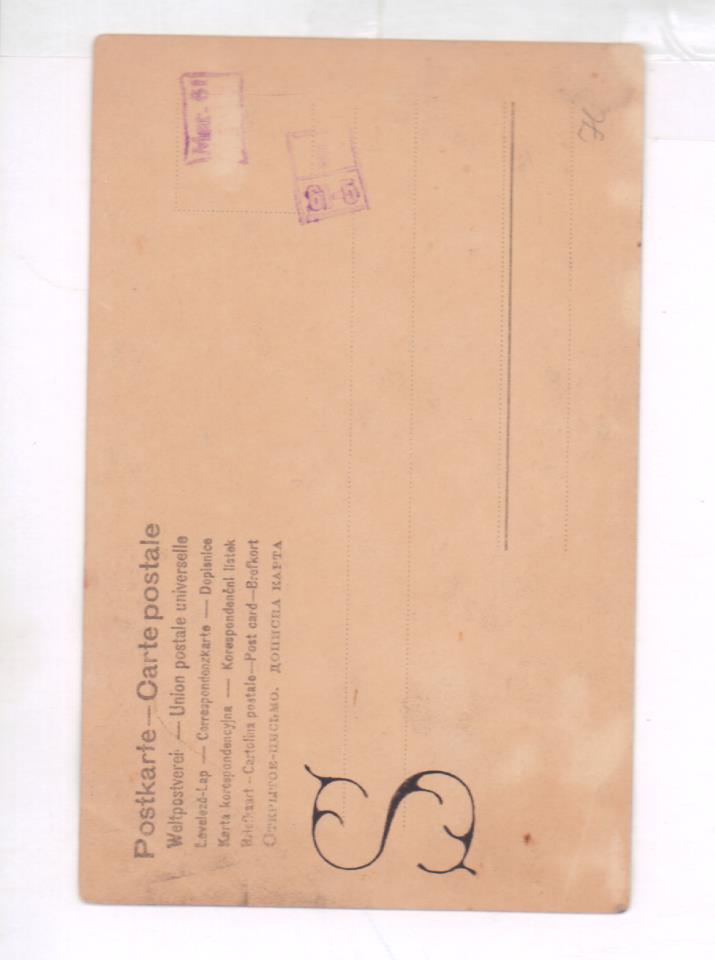 Postkarte — Carte postale
Weltpostverein — Union postale universelle
Levelező-Lap — Correspondenzkarte — Dopisnice
Karta korespondencyjna — Korespondenční lístek
Briefkaart – Cartolina postale — Post card — Brefkort
Открытое-письмо. Дописна карта
S